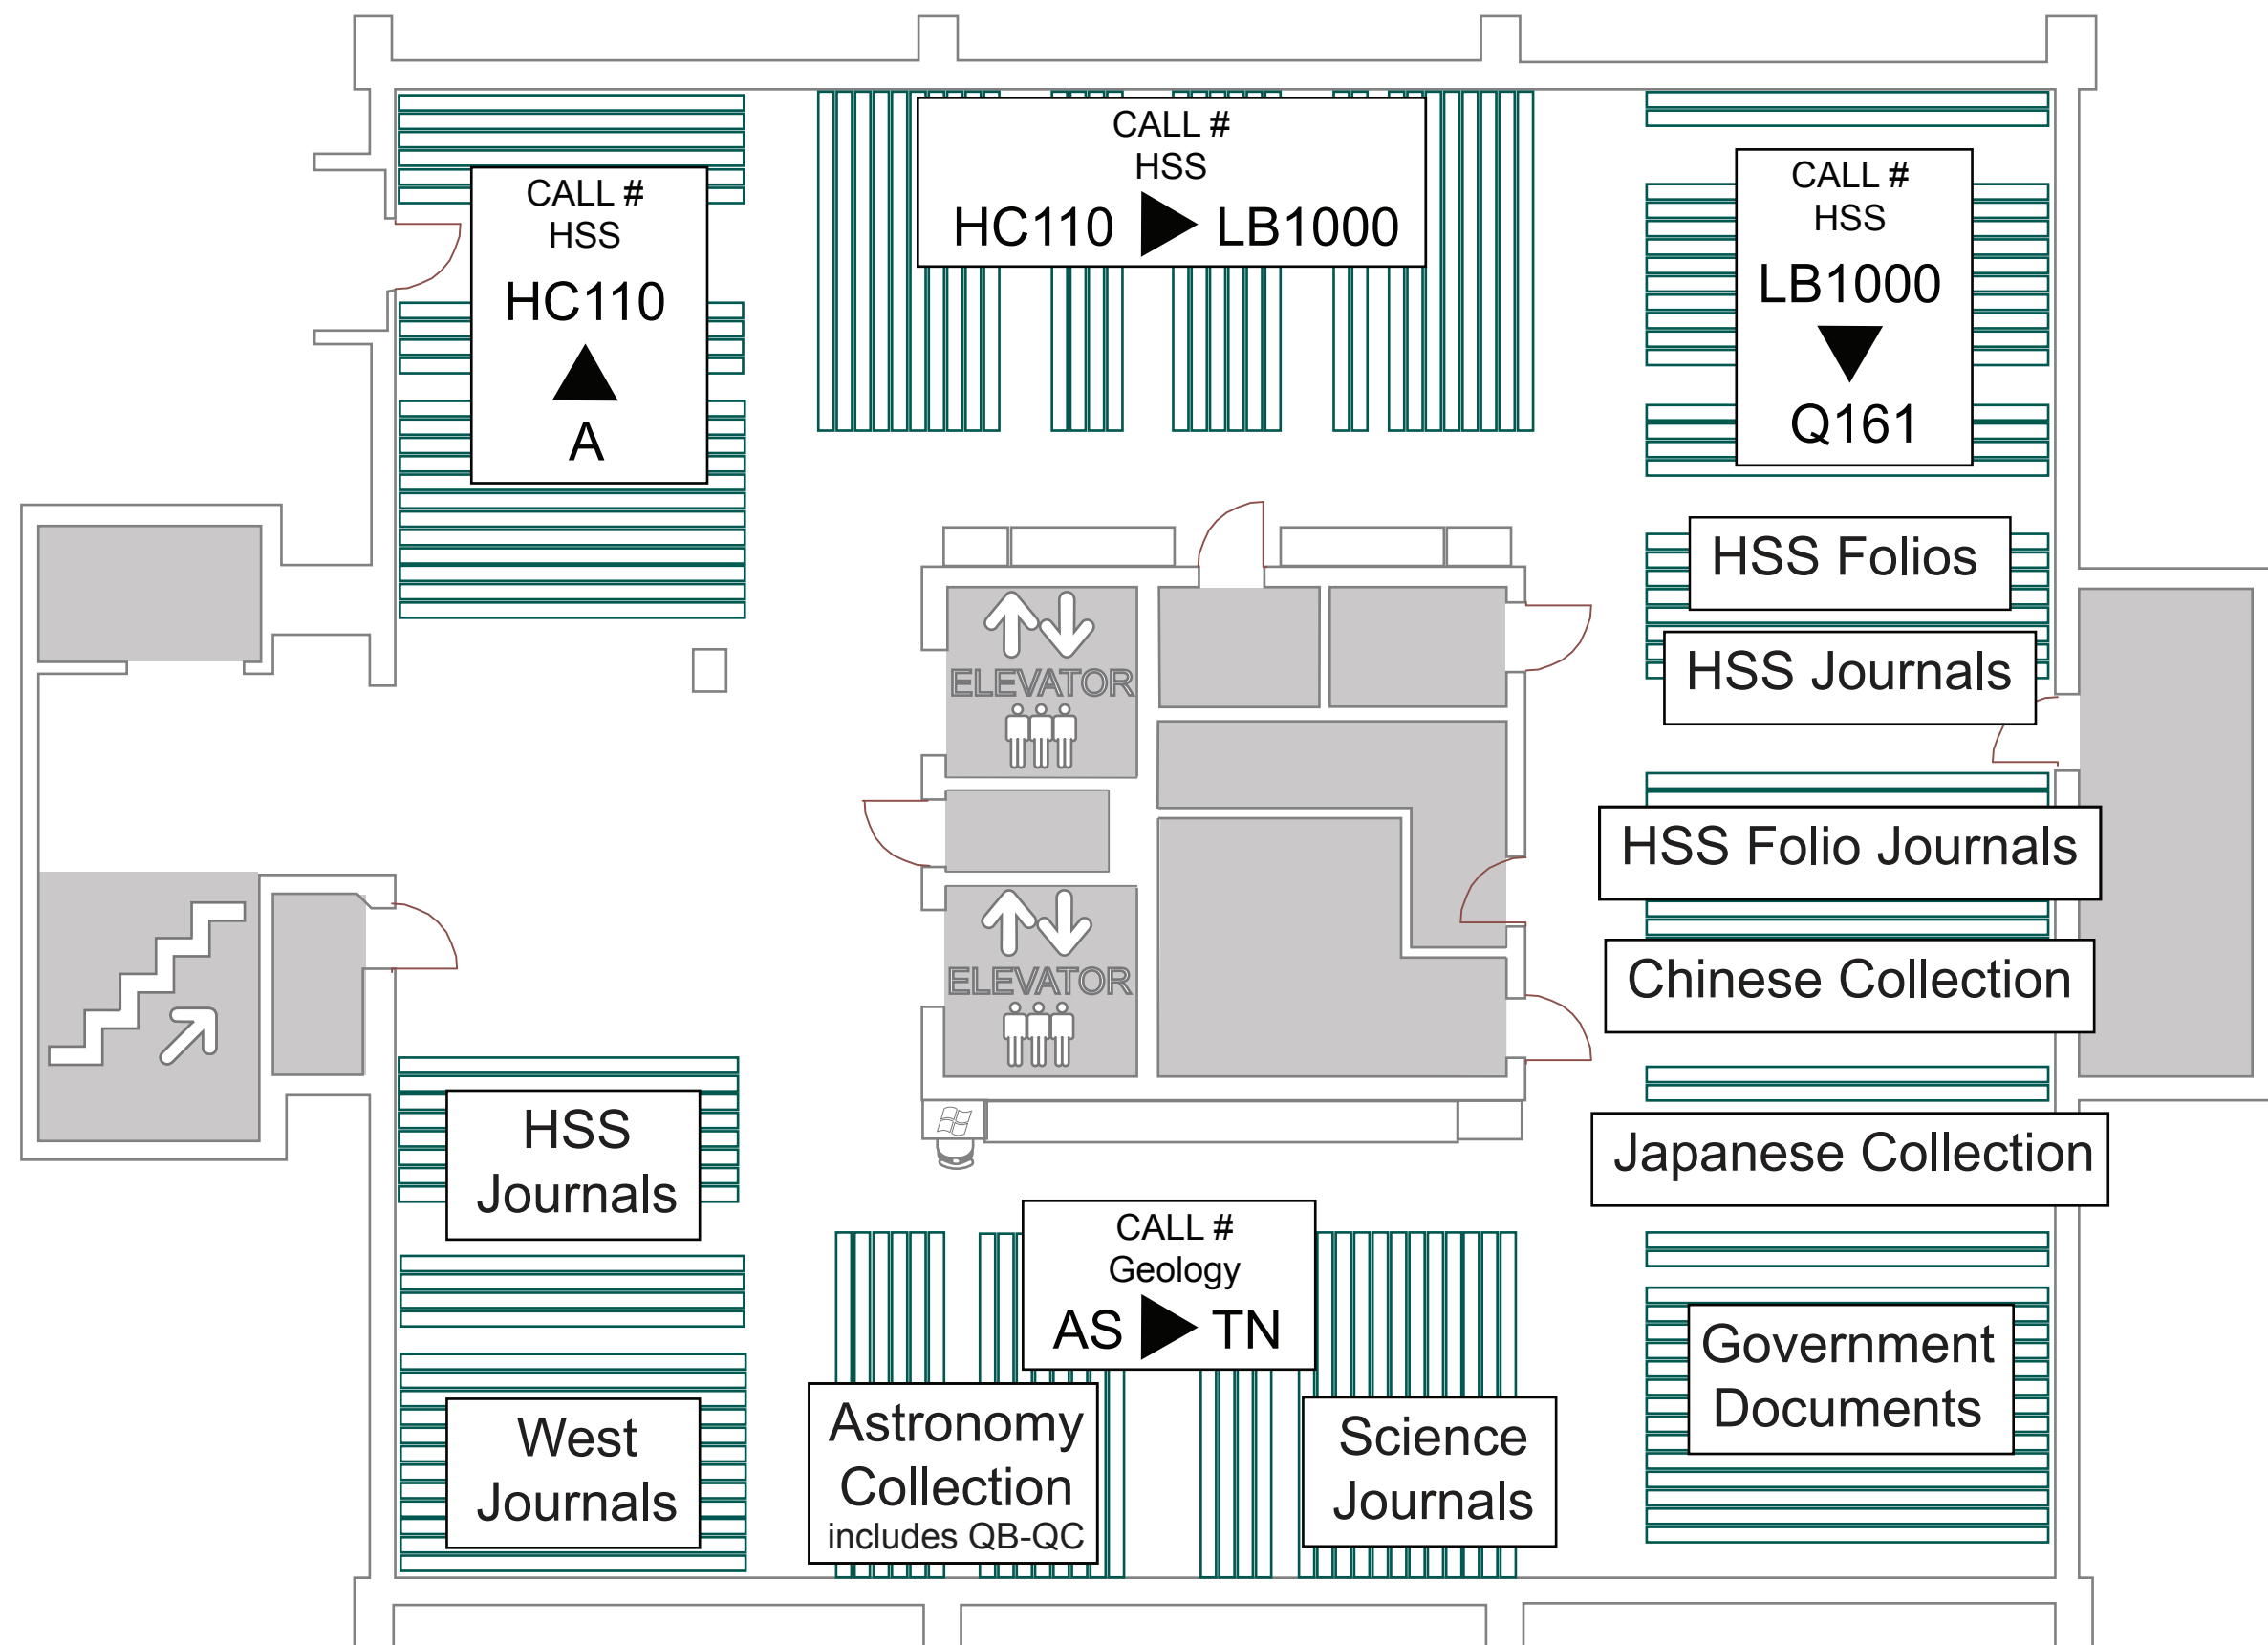 CALL #
HSS
HC110
A
CALL #
HSS
HC110 LB1000
CALL #
HSS
LB1000
Q161
HSS Folios
HSS Journals
ELEVATOR
HSS Folio Journals
Chinese Collection
ELEVATOR
Japanese Collection
HSS
Journals
CALL #
Geology
AS TN
Government
Documents
West
Journals
Astronomy
Collection
includes QB-QC
Science
Journals